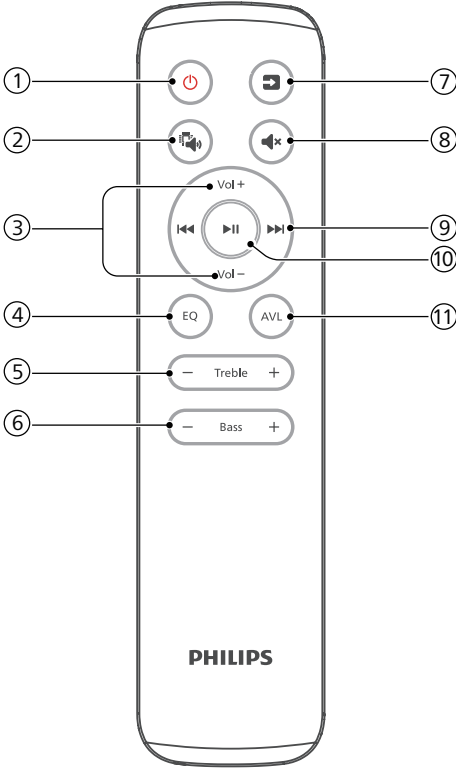 ① ⑦
② ⑧
Vol +
③ ⑨
⑩
Vol −
④ EQ AVL ⑪
⑤ − Treble +
⑥ − Bass +
PHILIPS